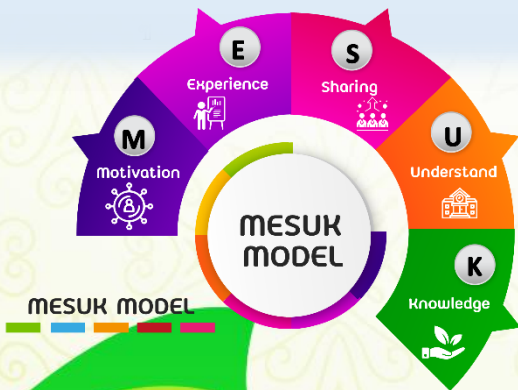 E
Experience
S
Sharing
M
Motivation
U
Understand
MESUK
MODEL
K
Knowledge
MESUK MODEL